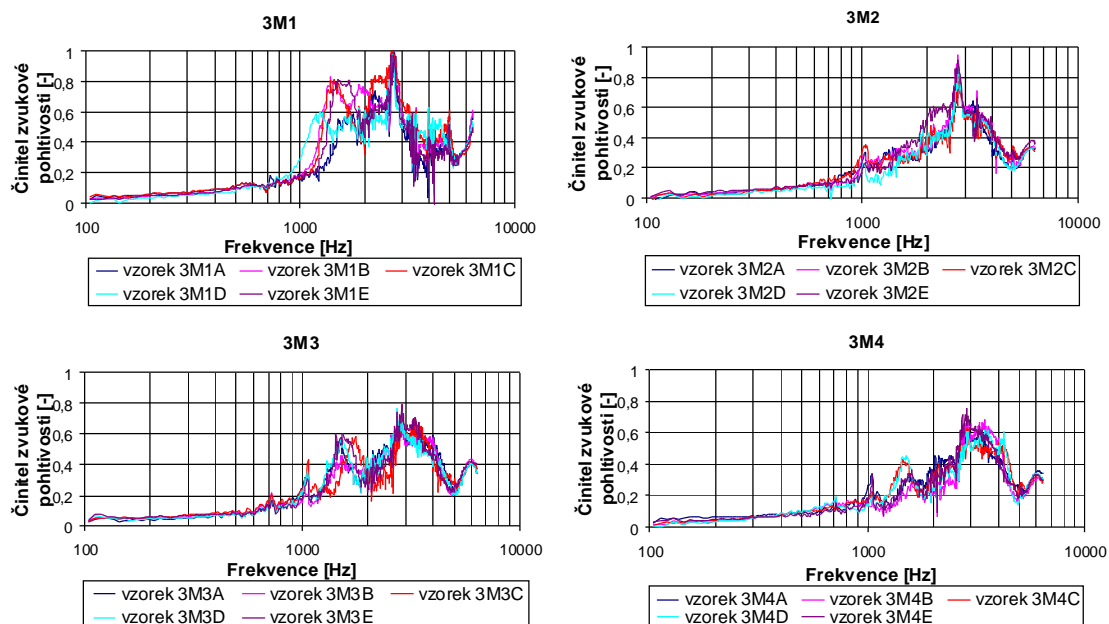 3M1
Činitel zvukové
pohltivosti [-]
1
0,8
0,6
0,4
0,2
0
100
1000
10000
Frekvence [Hz]
vzorek 3M1A
vzorek 3M1B
vzorek 3M1C
vzorek 3M1D
vzorek 3M1E
3M2
Činitel zvukové
pohltivosti [-]
1
0,8
0,6
0,4
0,2
0
100
1000
10000
Frekvence [Hz]
vzorek 3M2A
vzorek 3M2B
vzorek 3M2C
vzorek 3M2D
vzorek 3M2E
3M3
Činitel zvukové
pohltivosti [-]
1
0,8
0,6
0,4
0,2
0
100
1000
10000
Frekvence [Hz]
vzorek 3M3A
vzorek 3M3B
vzorek 3M3C
vzorek 3M3D
vzorek 3M3E
3M4
Činitel zvukové
pohltivosti [-]
1
0,8
0,6
0,4
0,2
0
100
1000
10000
Frekvence [Hz]
vzorek 3M4A
vzorek 3M4B
vzorek 3M4C
vzorek 3M4D
vzorek 3M4E